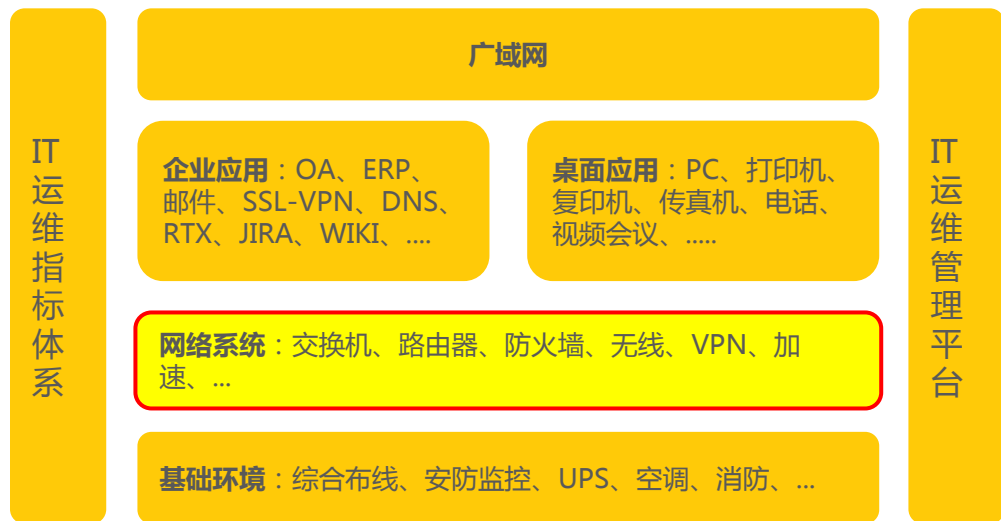 IT运维指标体系
广域网
企业应用：OA、ERP、
邮件、SSL-VPN、DNS、
RTX、JIRA、WIKI、....
桌面应用：PC、打印机、
复印机、传真机、电话、
视频会议、.....
网络系统：交换机、路由器、防火墙、无线、VPN、加
速、...
基础环境：综合布线、安防监控、UPS、空调、消防、...
IT运维管理平台